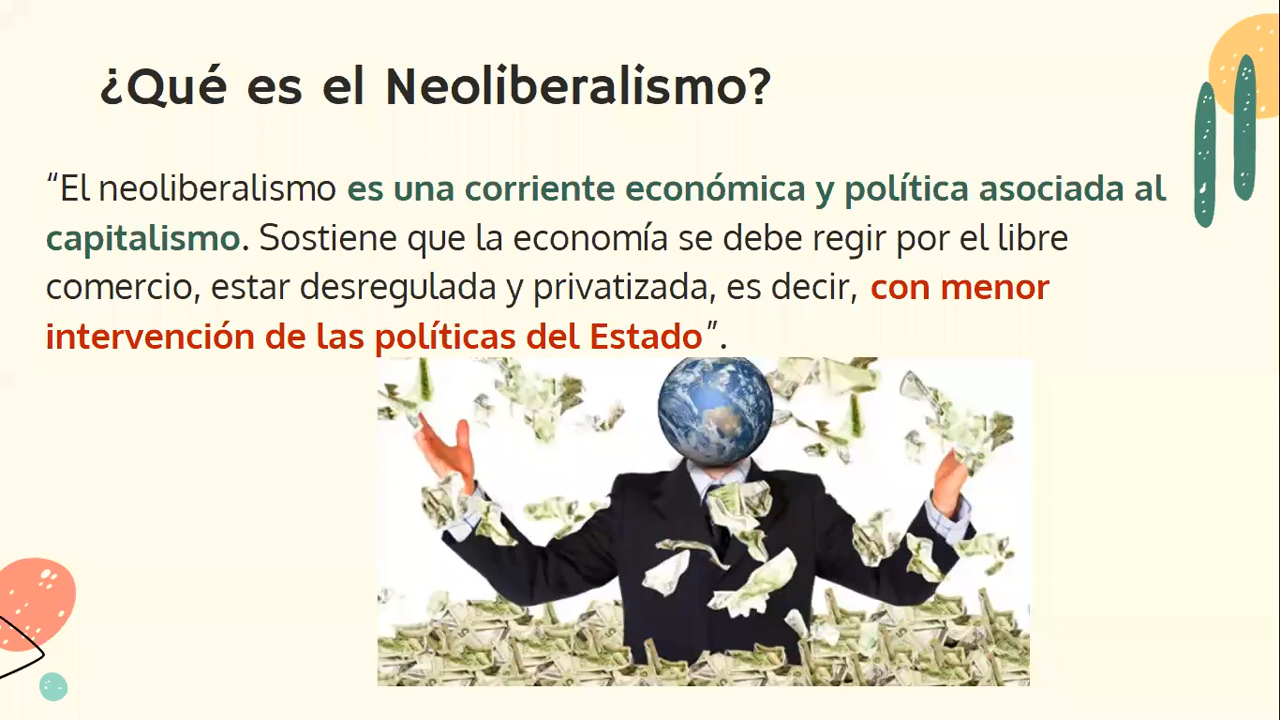 ¿Qué es el Neoliberalismo?
“El neoliberalismo es una corriente económica y política asociada al
capitalismo. Sostiene que la economía se debe regir por el libre
comercio, estar desregulada y privatizada, es decir, con menor
intervención de las políticas del Estado”.